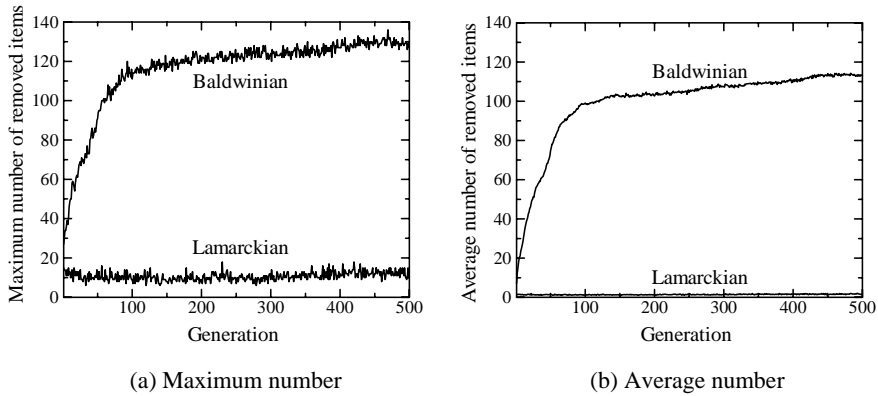 Maximum number of removed items
140
120
100
80
60
40
20
0
Baldwinian
Lamarckian
100 200 300 400 500
Generation
(a) Maximum number
Average number of removed items
140
120
100
80
60
40
20
0
Baldwinian
Lamarckian
100 200 300 400 500
Generation
(b) Average number